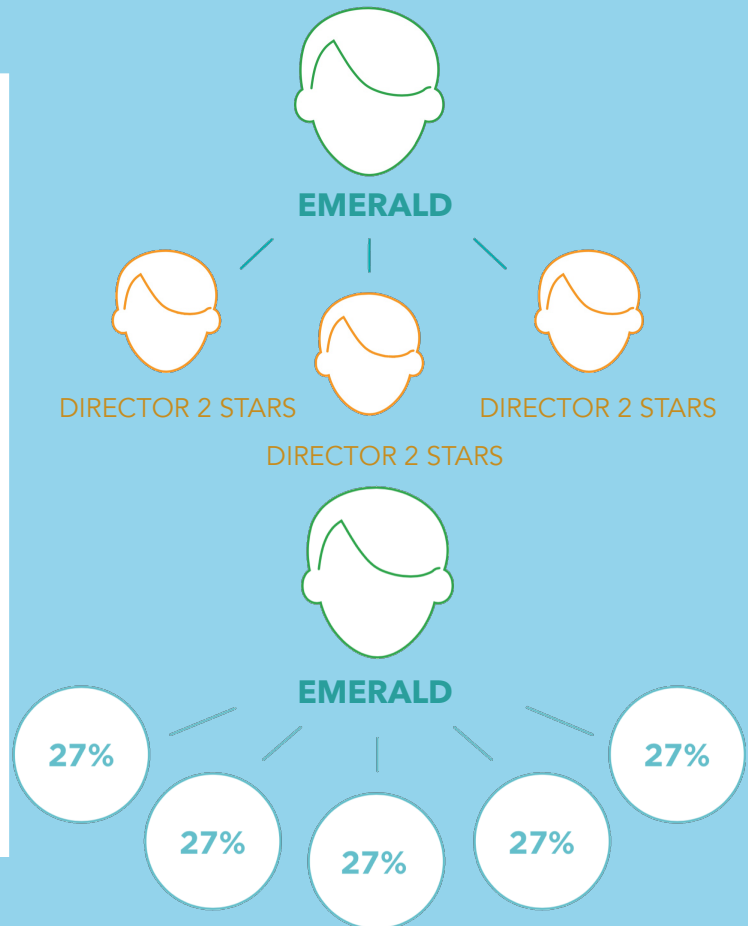 EMERALD
DIRECTOR 2 STARS
DIRECTOR 2 STARS
DIRECTOR 2 STARS
EMERALD
27%
27%
27%
27%
27%